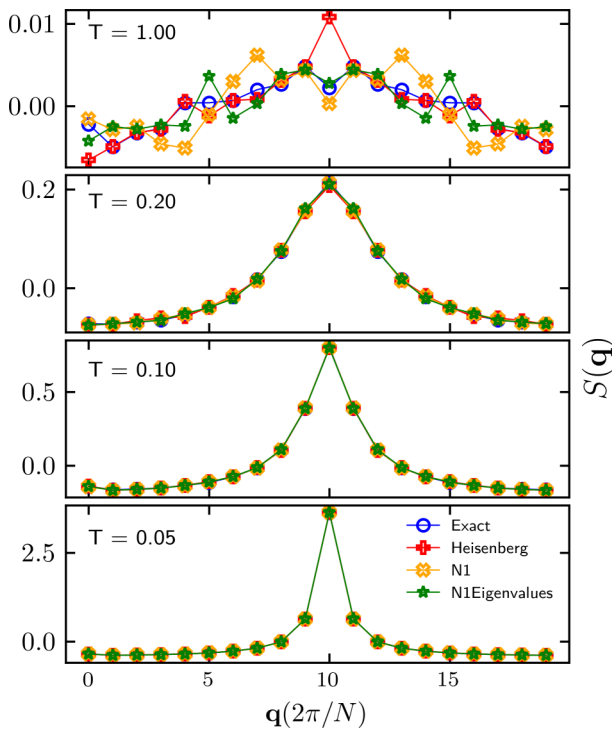 0.01
T = 1.00
0.00
0.2
T = 0.20
0.0
T = 0.10
0.5
0.0
S(q)
T = 0.05
2.5
0.0
Exact
Heisenberg
N1
N1Eigenvalues
0 5 10 15
q(2π/N)